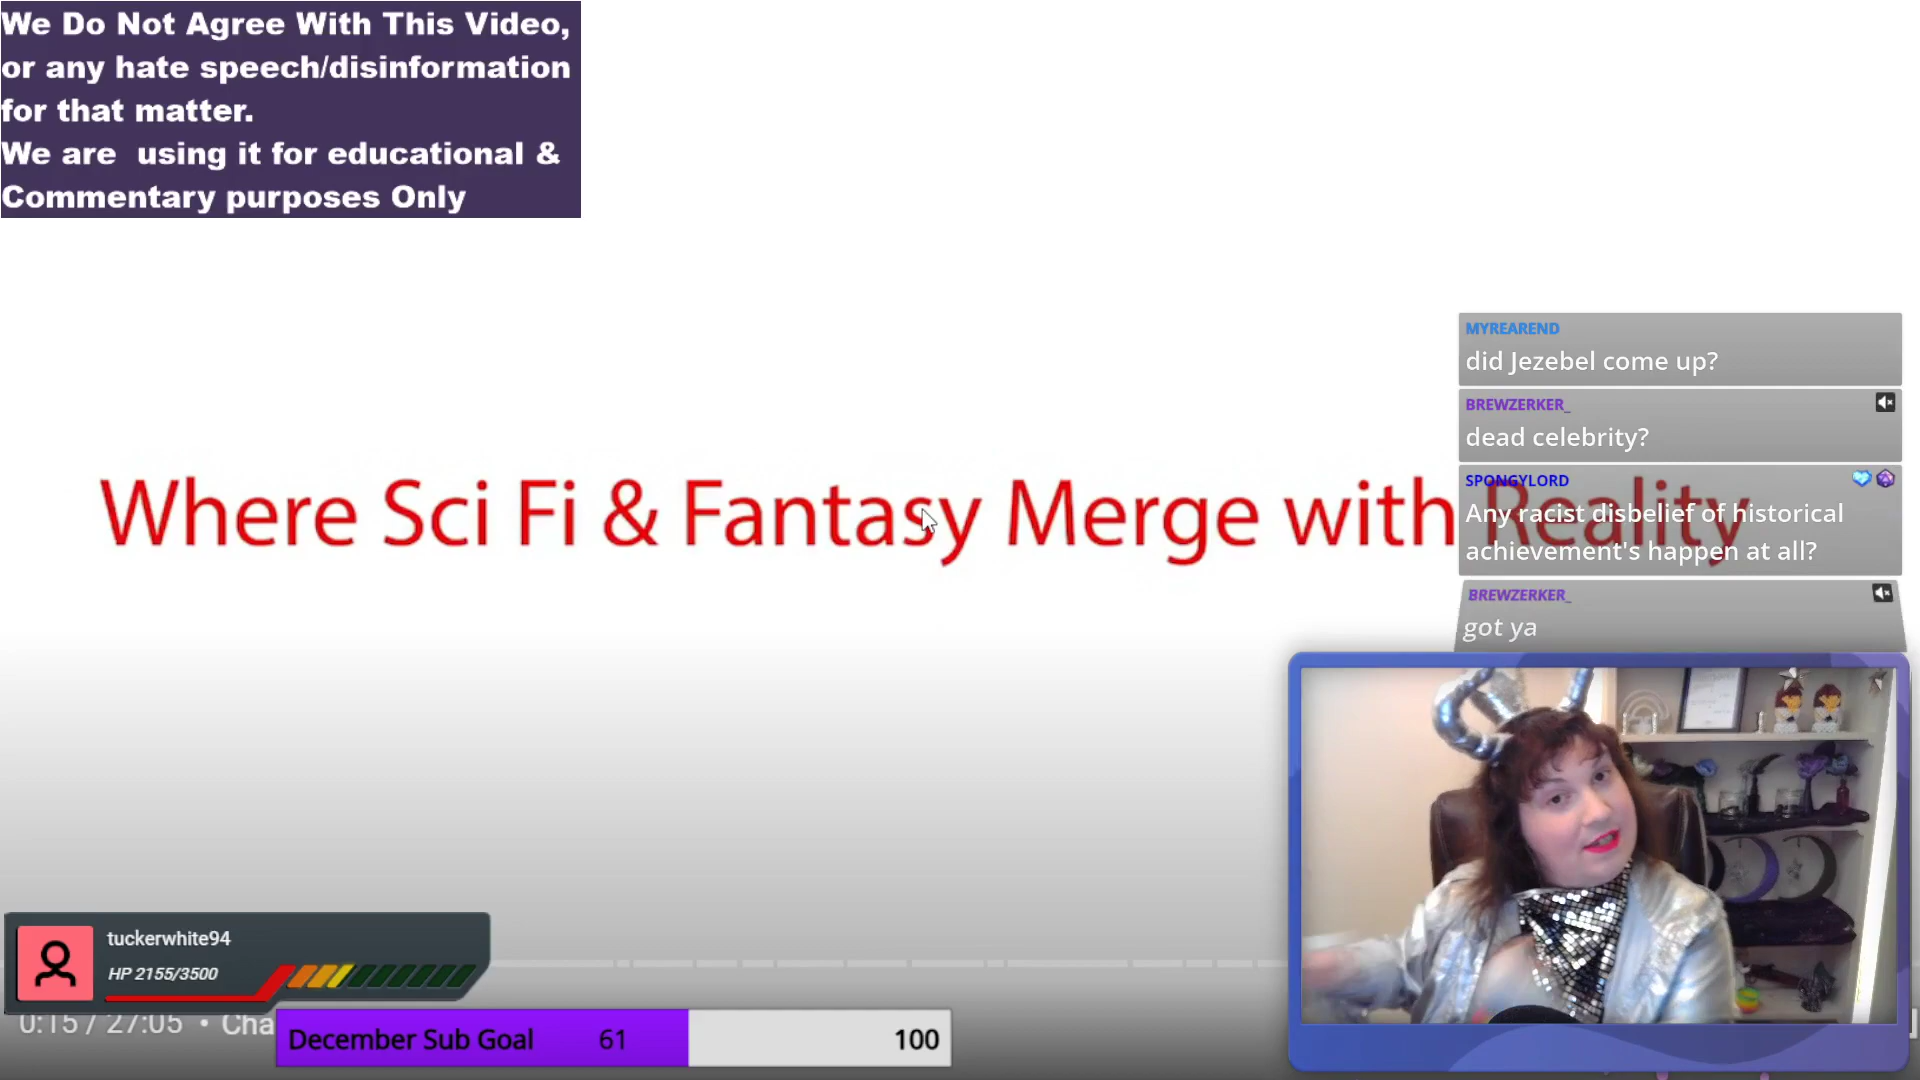 We Do Not Agree With This Video,
or any hate speech/disinformation
for that matter.
We are using it for educational &
Commentary purposes Only
MYREAREND
did Jezebel come up?
BREWZERKER_
dead celebrity?
SPONGYLORD
Any racist disbelief of historical
achievement's happen at all?
Where Sci Fi & Fantasy Merge with Reality
BREWZERKER_
got ya
tuckerwhite94
HP 2155/3500
0:15 / 27:05 • Cha
December Sub Goal 61 100